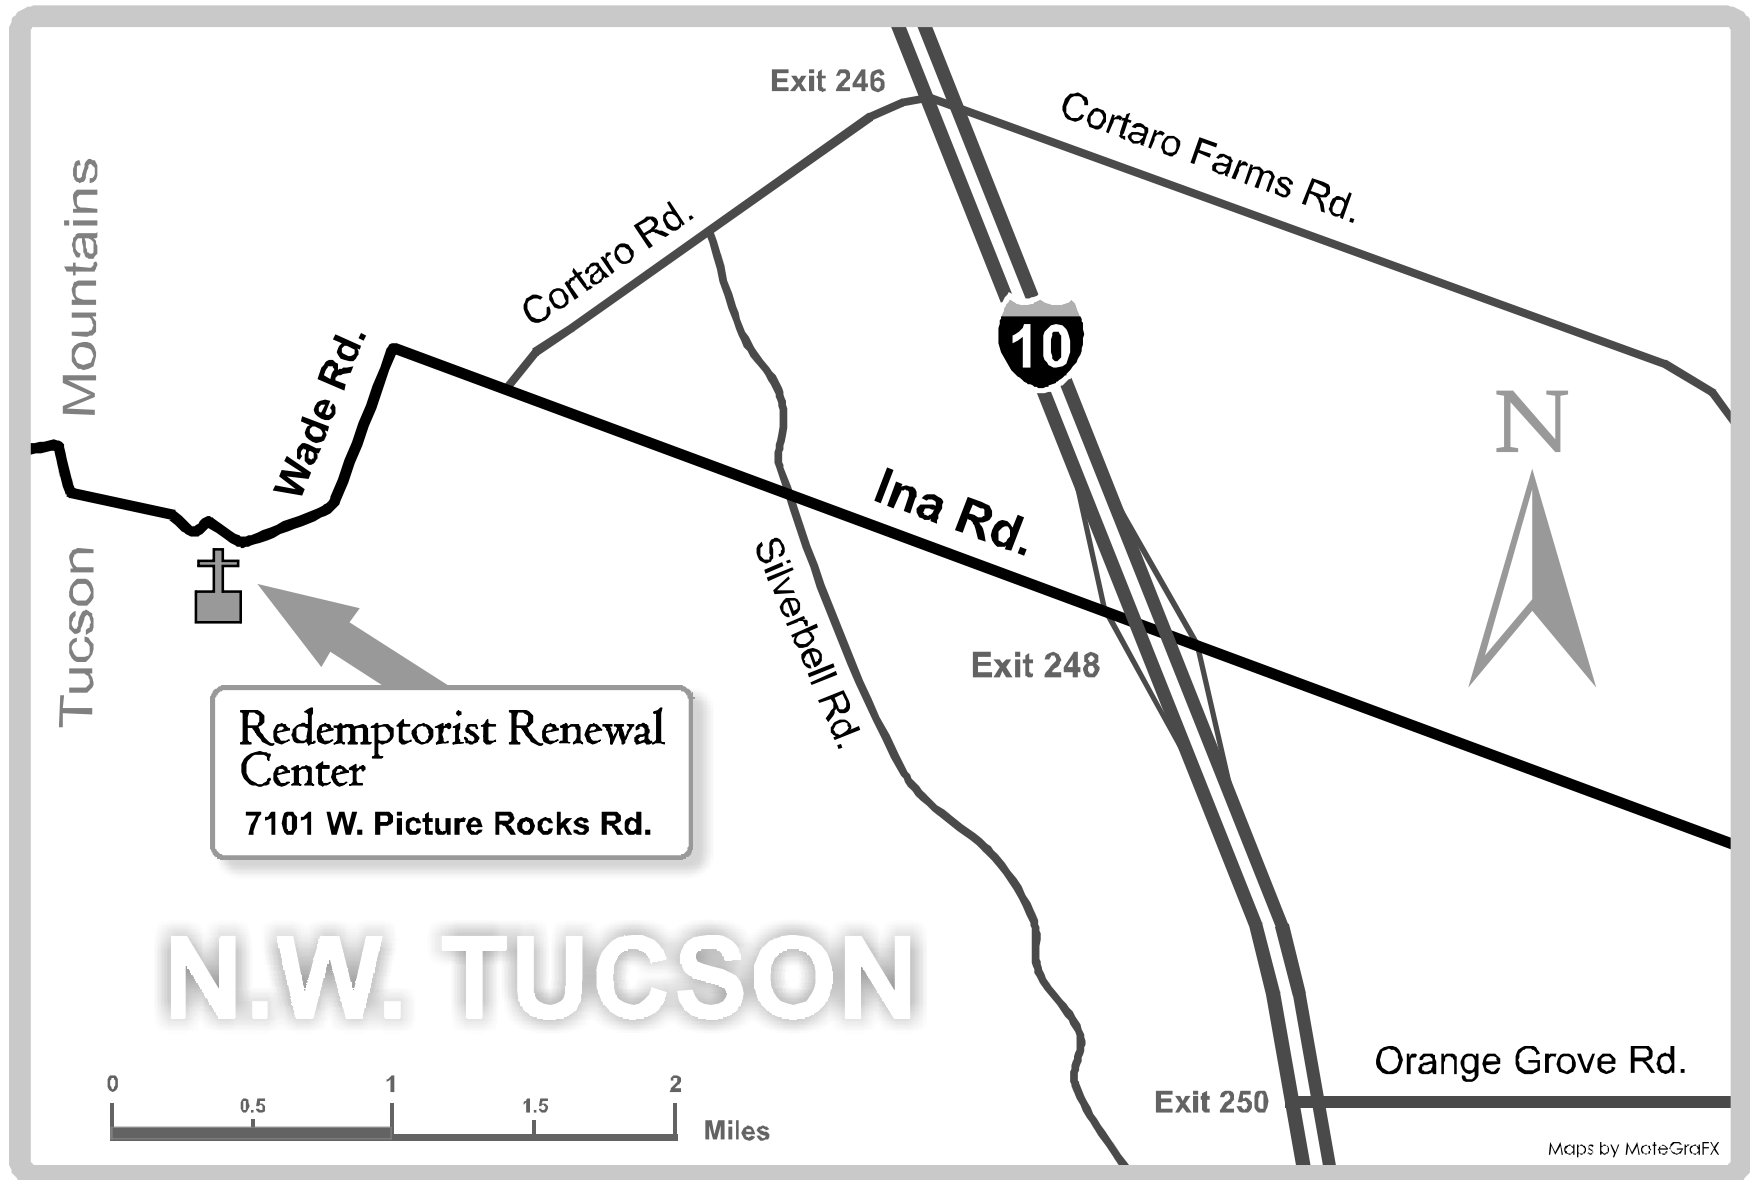 Exit 246
Cortaro Farms Rd.
Cortaro Rd.
Mountains
10
Wade Rd.
N
Ina Rd.
Tucson
Silverbell Rd.
Exit 248
Redemptorist Renewal
Center
7101 W. Picture Rocks Rd.
N.W. TUCSON
Orange Grove Rd.
Exit 250
0 1 2
0.5 1.5
Miles
Maps by MateGraFX